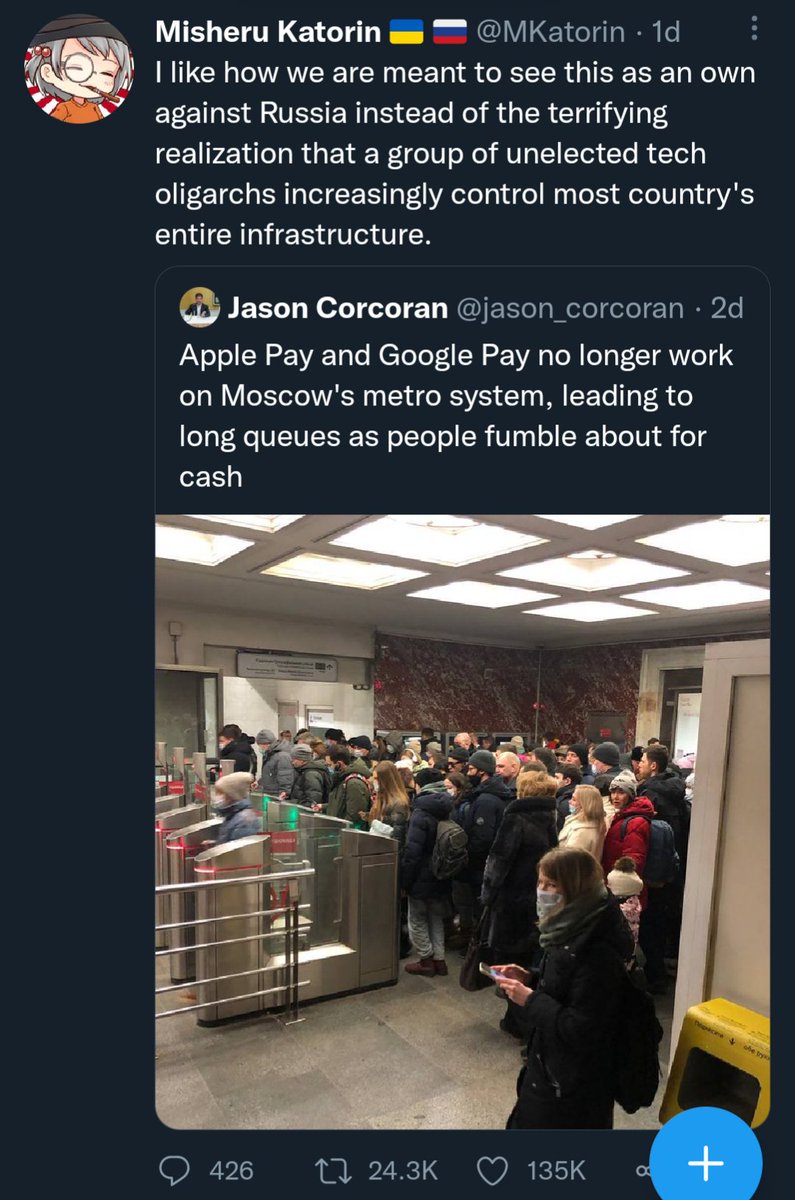 Misheru Katorin 🇺🇦 🇷🇺 @MKatorin · 1d
I like how we are meant to see this as an own
against Russia instead of the terrifying
realization that a group of unelected tech
oligarchs increasingly control most country's
entire infrastructure.
Jason Corcoran @jason_corcoran · 2d
Apple Pay and Google Pay no longer work
on Moscow's metro system, leading to
long queues as people fumble about for
cash
426
24.3K
135K